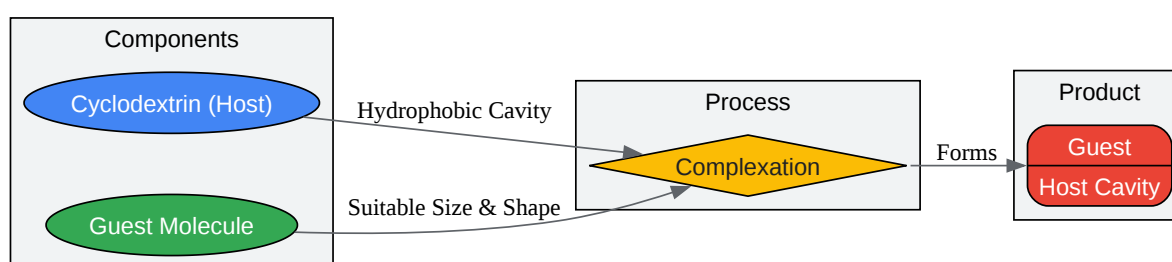 Components
Cyclodextrin (Host)
Guest Molecule
Hydrophobic Cavity
Suitable Size & Shape
Process
Complexation
Forms
Product
Guest
Host Cavity